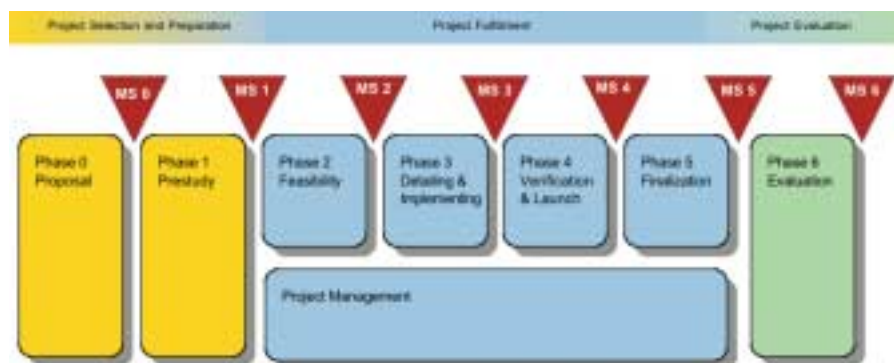 Project Selection and Preparation
Project Fulfilment
Project Evaluation
MS 0
MS 1
MS 2
MS 3
MS 4
MS 5
MS 6
Phase 0
Proposal
Phase 1
Prestudy
Phase 2
Feasibility
Phase 3
Detailing &
Implementing
Phase 4
Verification
& Launch
Phase 5
Finalization
Phase 6
Evaluation
Project Management